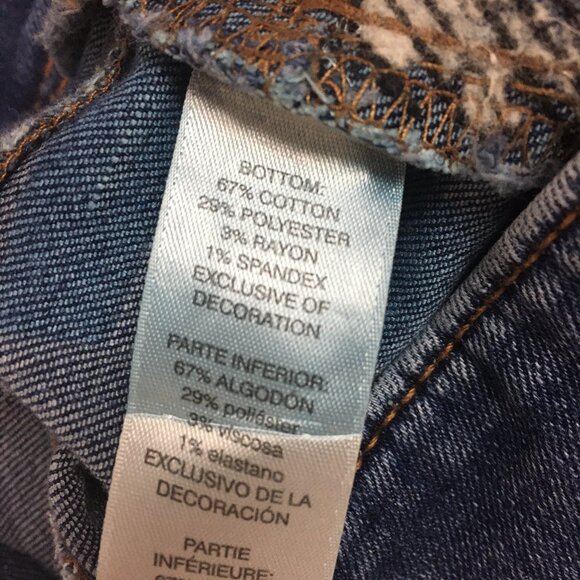 BOTTOM:
67% COTTON
29% POLYESTER
3% RAYON
1% SPANDEX
EXCLUSIVE OF
DECORATION
PARTE INFERIOR:
67% ALGODÓN
29% poliáster
3% viscosa
1% elastano
EXCLUSIVO DE LA
DECORACIÓN
PARTIE
INFÉRIEURE: